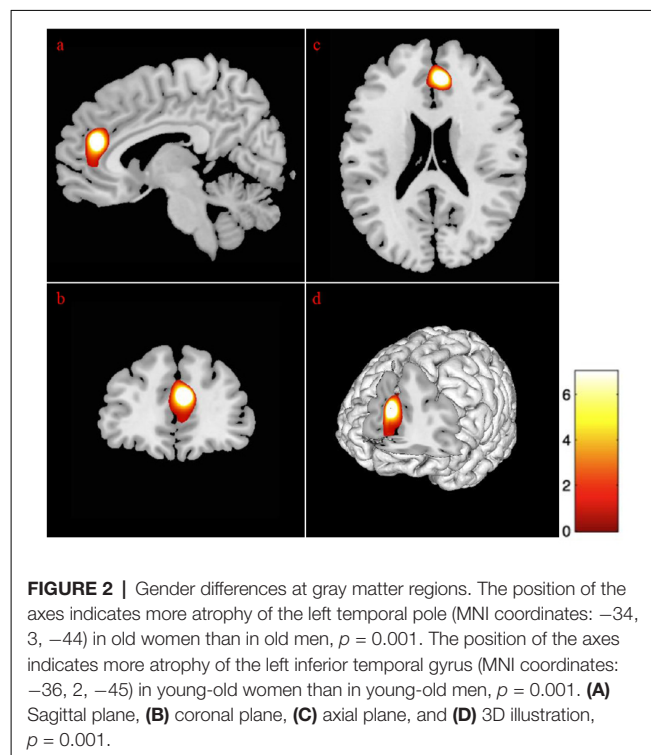 a
c
b
d
6
4
2
0
FIGURE 2 | Gender differences at gray matter regions. The position of the
axes indicates more atrophy of the left temporal pole (MNI coordinates: −34,
3, −44) in old women than in old men, p = 0.001. The position of the axes
indicates more atrophy of the left inferior temporal gyrus (MNI coordinates:
−36, 2, −45) in young-old women than in young-old men, p = 0.001. (A)
Sagittal plane, (B) coronal plane, (C) axial plane, and (D) 3D illustration,
p = 0.001.